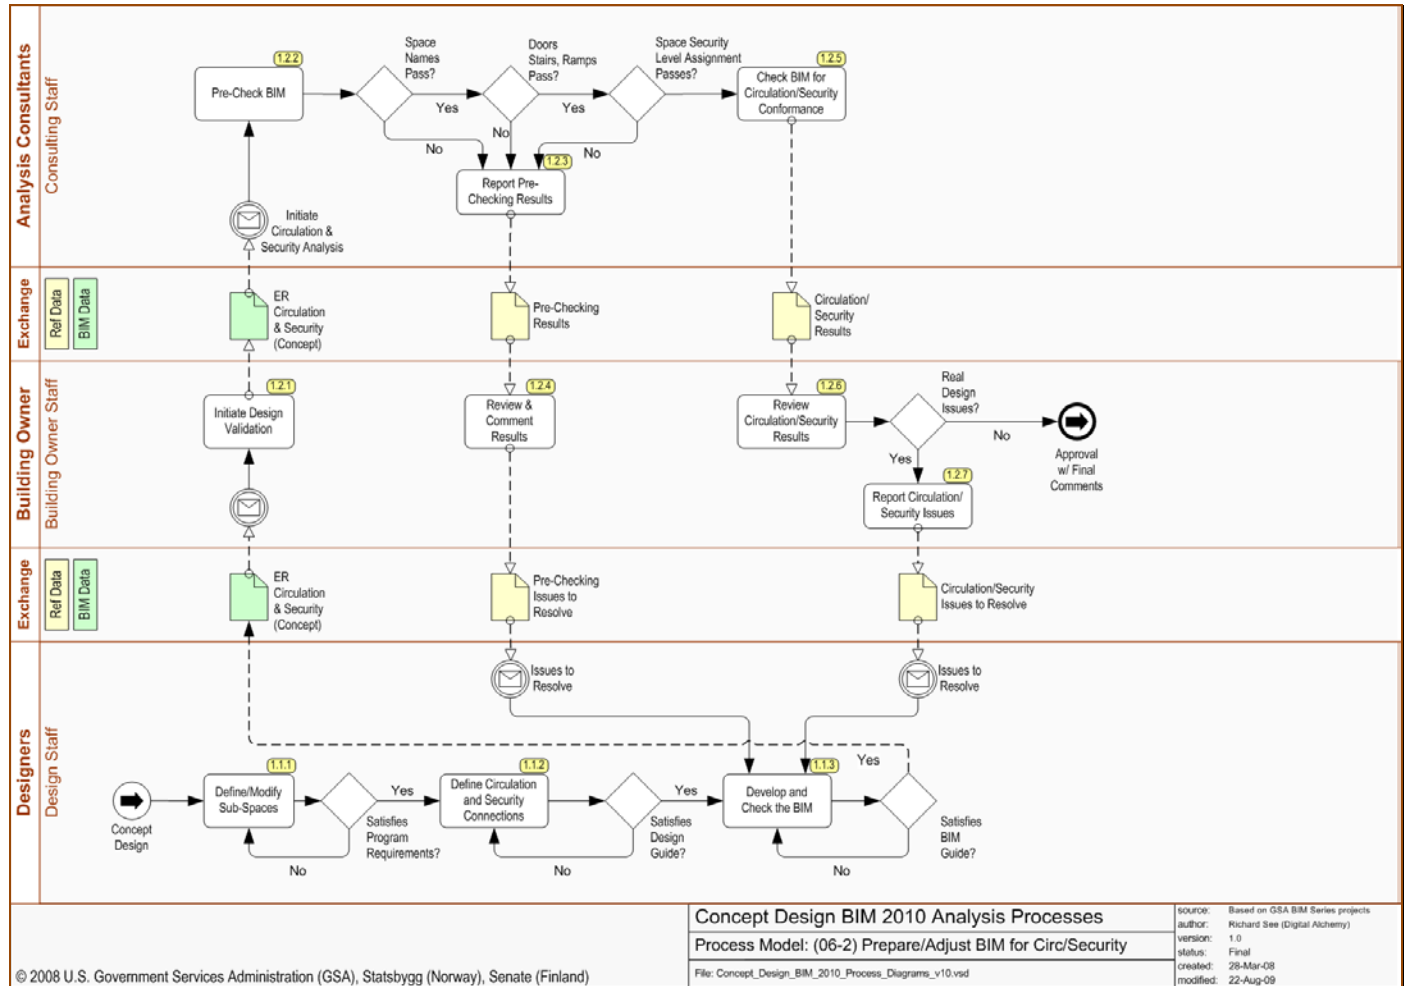 Analysis Consultants
Consulting Staff
1.2.2
Pre-Check BIM
Space
Names
Pass?
Yes
No
Doors
Stairs, Ramps
Pass?
Yes
No
Space Security
Level Assignment
Passes?
No
1.2.5
Check BIM for
Circulation/Security
Conformance
1.2.3
Report Pre-
Checking Results
Initiate
Circulation &
Security Analysis
Exchange
Ref Data
BIM Data
ER
Circulation
& Security
(Concept)
Pre-Checking
Results
Circulation/
Security
Results
Building Owner
Building Owner Staff
1.2.1
Initiate Design
Validation
1.2.4
Review &
Comment
Results
1.2.6
Review
Circulation/Security
Results
Real
Design
Issues?
No
Yes
Approval
w/ Final
Comments
1.2.7
Report Circulation/
Security Issues
Exchange
Ref Data
BIM Data
ER
Circulation
& Security
(Concept)
Pre-Checking
Issues to
Resolve
Circulation/Security
Issues to Resolve
Designers
Design Staff
Issues to
Resolve
Issues to
Resolve
Concept
Design
1.1.1
Define/Modify
Sub-Spaces
Yes
Satisfies
Program
Requirements?
No
1.1.2
Define Circulation
and Security
Connections
Yes
Satisfies
Design
Guide?
No
1.1.3
Develop and
Check the BIM
Yes
Satisfies
BIM
Guide?
No
© 2008 U.S. Government Services Administration (GSA), Statsbygg (Norway), Senate (Finland)
Concept Design BIM 2010 Analysis Processes
Process Model: (06-2) Prepare/Adjust BIM for Circ/Security
File: Concept_Design_BIM_2010_Process_Diagrams_v10.vsd
source: Based on GSA BIM Series projects
author: Richard See (Digital Alchemy)
version: 1.0
status: Final
created: 28-Mar-08
modified: 22-Aug-09